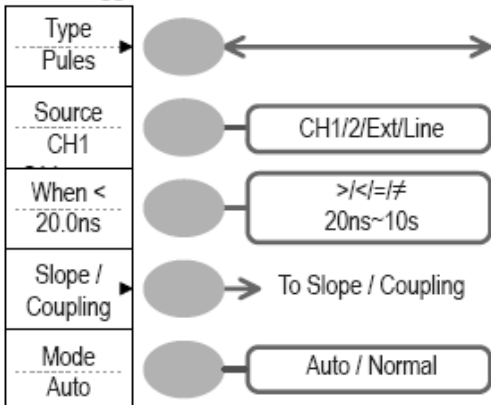 Type
Pules
Source
CH1
CH1/2/Ext/Line
When <
20.0ns
>/</=/≠
20ns~10s
Slope /
Coupling
To Slope / Coupling
Mode
Auto
Auto / Normal